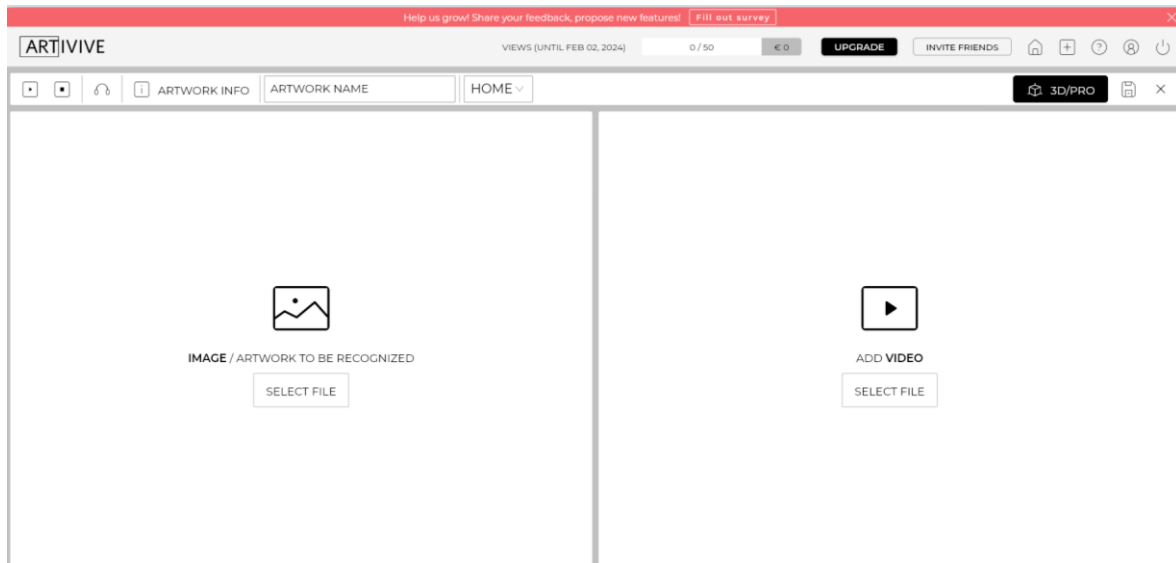 Help us grow! Share your feedback, propose new features! Fill out survey
ARTIVIVE VIEWS (UNTIL FEB 02, 2024) 0 / 50 € 0 UPGRADE INVITE FRIENDS
ARTWORK INFO ARTWORK NAME HOME 3D/PRO
IMAGE / ARTWORK TO BE RECOGNIZED
SELECT FILE
ADD VIDEO
SELECT FILE